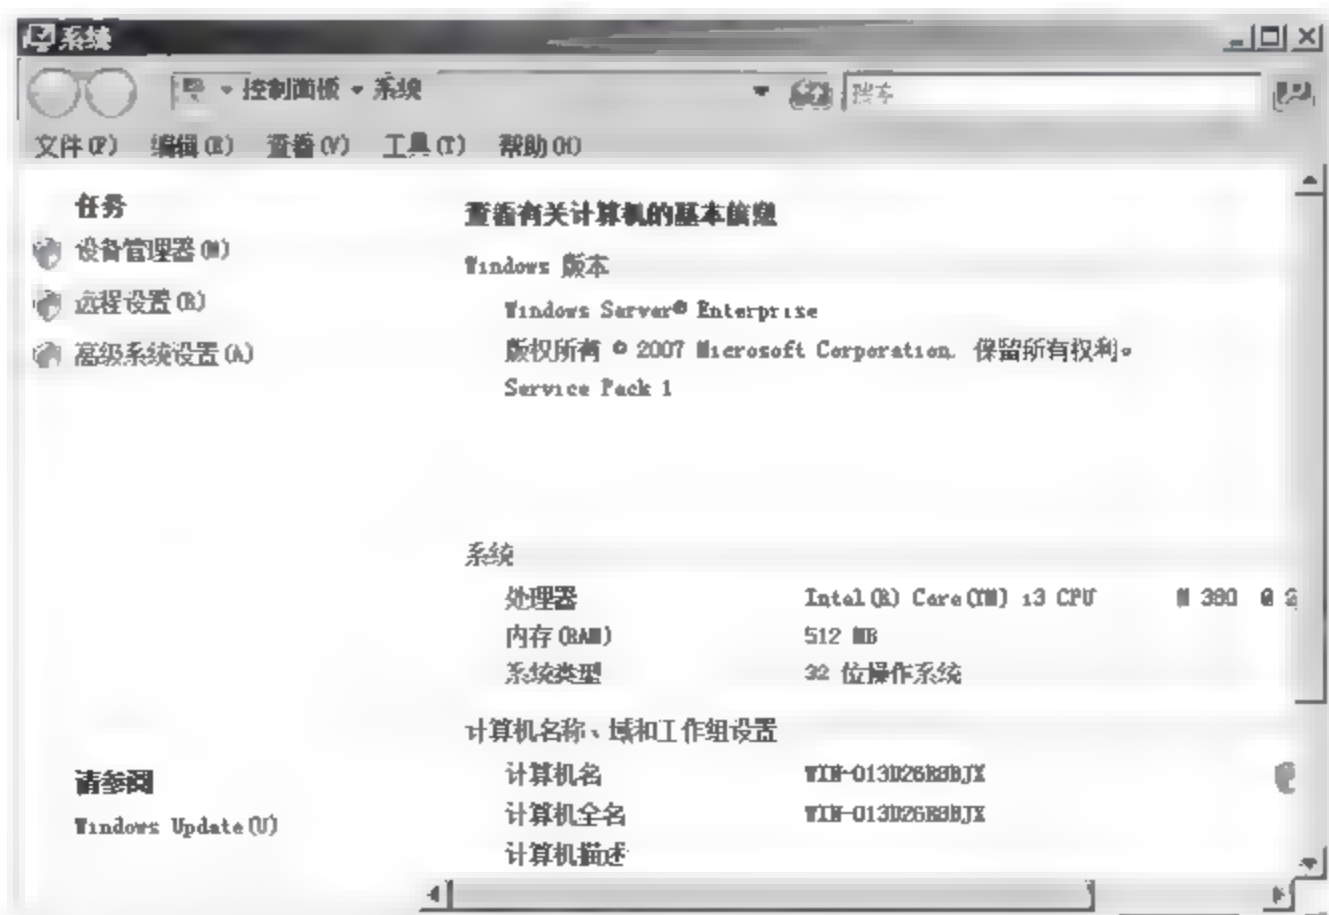 系统
控制面板 系统
搜索
文件(F) 编辑(E) 查看(V) 工具(T) 帮助(H)
任务
设备管理器(M)
远程设置(R)
高级系统设置(A)
请参阅
Windows Update(U)
查看有关计算机的基本信息
Windows 版本
Windows Server® Enterprise
版权所有 © 2007 Microsoft Corporation. 保留所有权利。
Service Pack 1
系统
处理器 Intel(R) Core(TM) i3 CPU M 380 @ 2
内存(RAM) 512 MB
系统类型 32 位操作系统
计算机名称、域和工作组设置
计算机名
计算机全名
计算机描述